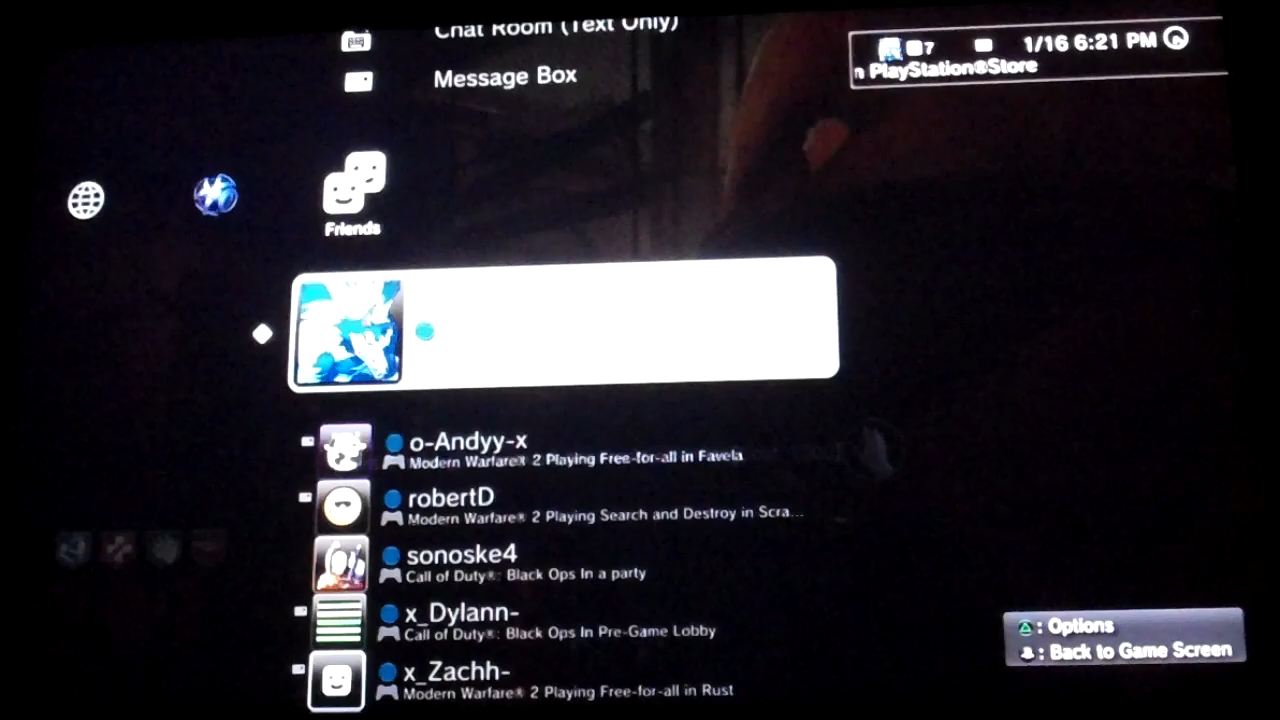 Chat Room (Text Only)
Message Box
7 1/16 6:21 PM
n PlayStation®Store
Friends
o-Andyy-x
Modern Warfare® 2 Playing Free-for-all in Favela
robertD
Modern Warfare® 2 Playing Search and Destroy in Scra...
sonoske4
Call of Duty®: Black Ops In a party
x_Dylann-
Call of Duty®: Black Ops In Pre-Game Lobby
x_Zachh-
Modern Warfare® 2 Playing Free-for-all in Rust
: Options
: Back to Game Screen